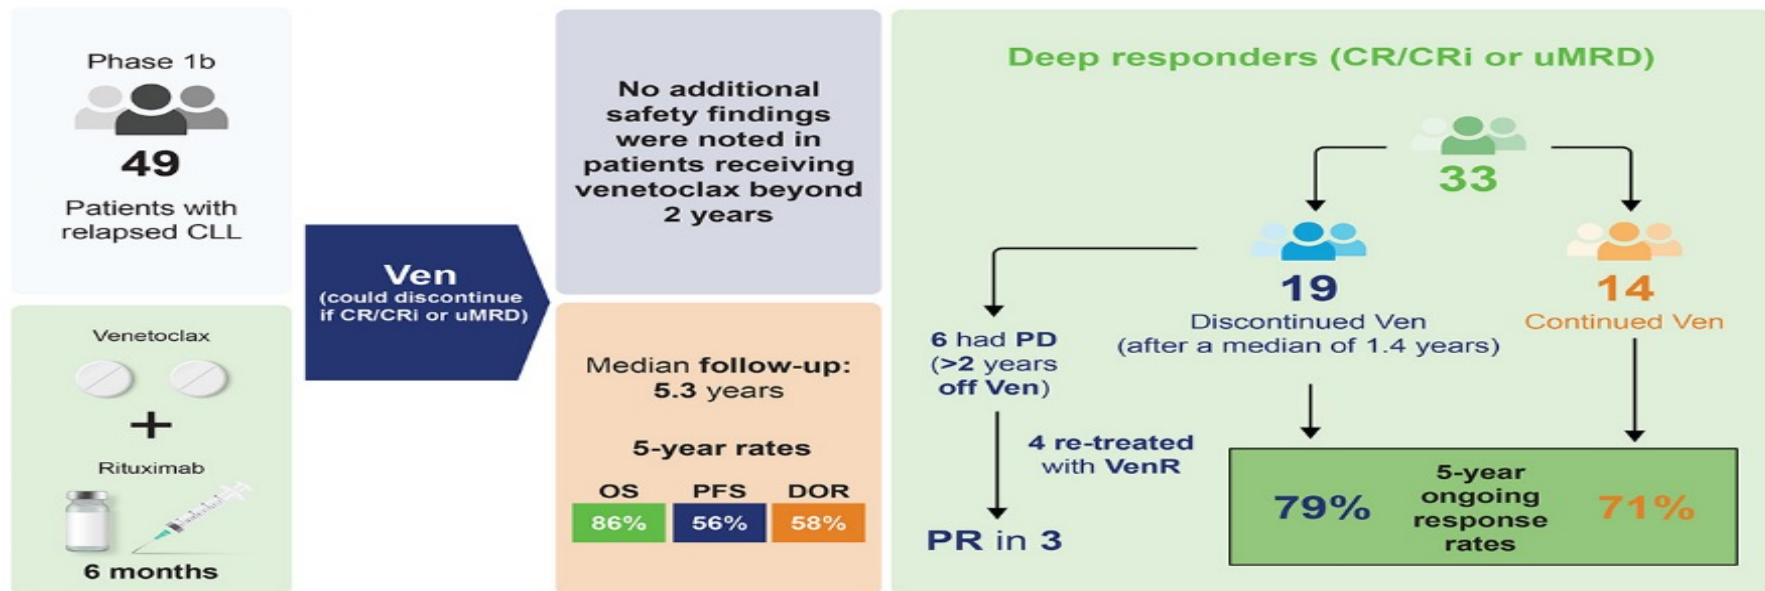 Phase 1b
49
Patients with
relapsed CLL
Venetoclax
+
Rituximab
6 months
Ven
(could discontinue
if CR/CRi or uMRD)
No additional
safety findings
were noted in
patients receiving
venetoclax beyond
2 years
Median follow-up:
5.3 years
5-year rates
OS PFS DOR
86% 56% 58%
Deep responders (CR/CRi or uMRD)
33
19
Discontinued Ven
(after a median of 1.4 years)
14
Continued Ven
6 had PD
(>2 years
off Ven)
4 re-treated
with VenR
PR in 3
79%
5-year
ongoing
response
rates
71%